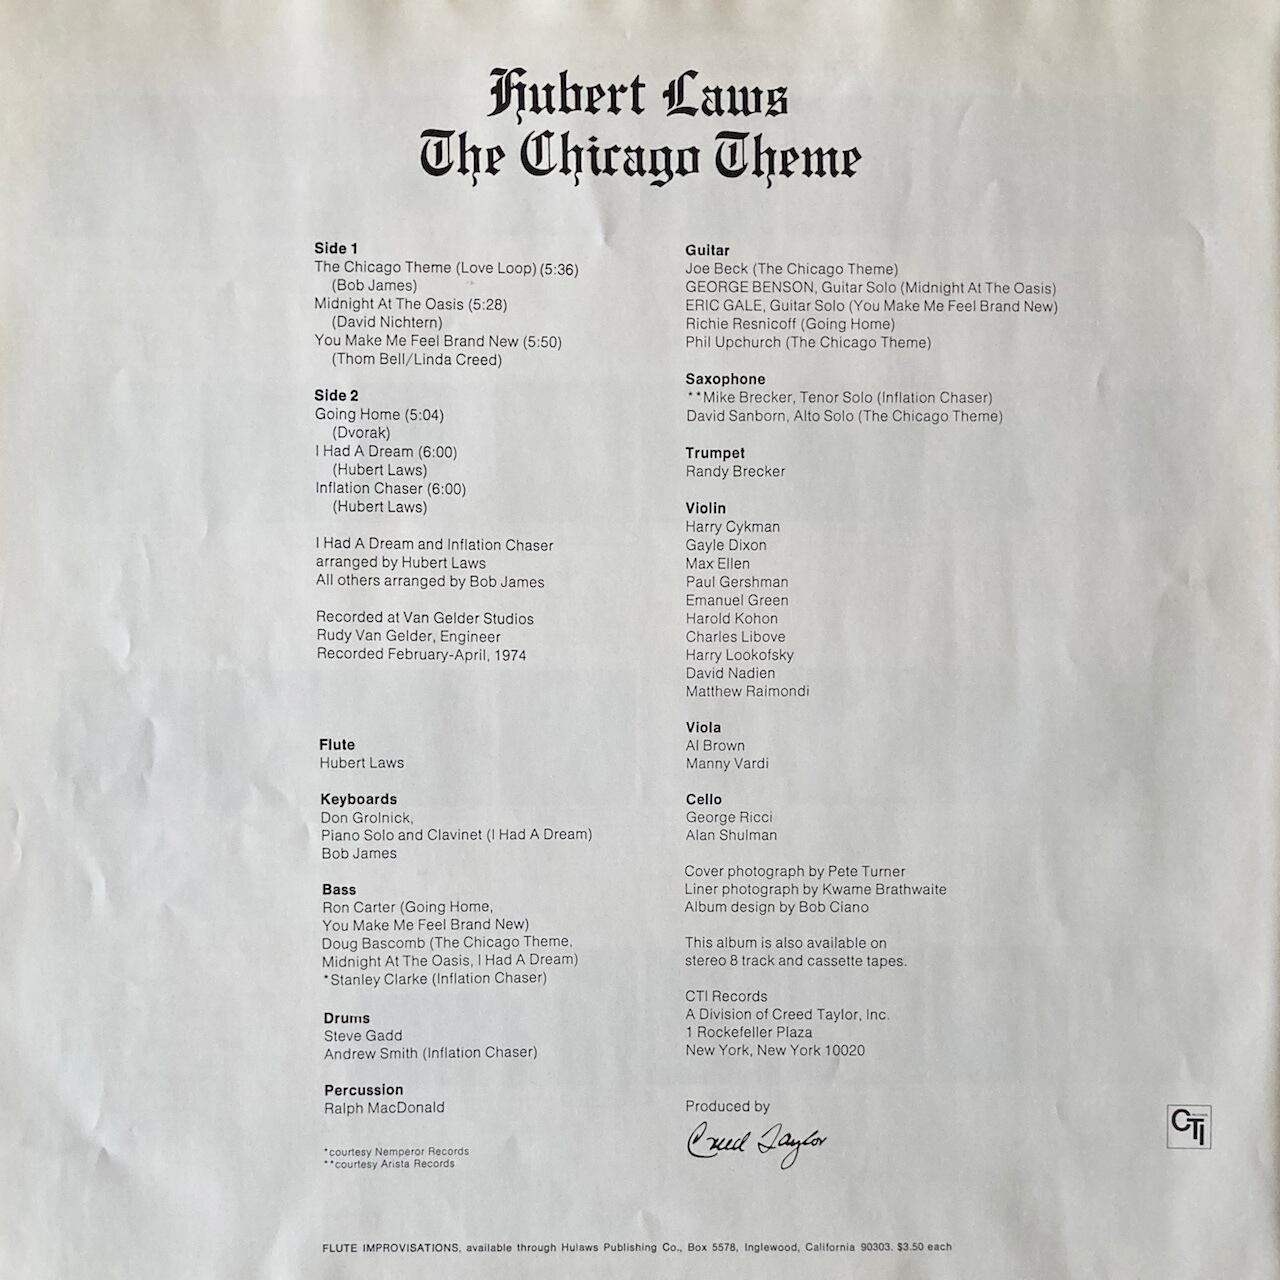 Hubert Laws
The Chicago Theme
Side 1
The Chicago Theme (Love Loop) (5:36)
(Bob James)
Midnight At The Oasis (5:28)
(David Nichtern)
You Make Me Feel Brand New (5:50)
(Thom Bell/Linda Creed)
Side 2
Going Home (5:04)
(Dvorak)
I Had A Dream (6:00)
(Hubert Laws)
Inflation Chaser (6:00)
(Hubert Laws)
I Had A Dream and Inflation Chaser
arranged by Hubert Laws
All others arranged by Bob James
Recorded at Van Gelder Studios
Rudy Van Gelder, Engineer
Recorded February-April, 1974
Flute
Hubert Laws
Keyboards
Don Grolnick,
Piano Solo and Clavinet (I Had A Dream)
Bob James
Bass
Ron Carter (Going Home,
You Make Me Feel Brand New)
Doug Bascomb (The Chicago Theme,
Midnight At The Oasis, I Had A Dream)
*Stanley Clarke (Inflation Chaser)
Drums
Steve Gadd
Andrew Smith (Inflation Chaser)
Percussion
Ralph MacDonald
*courtesy Nemperor Records
**courtesy Arista Records
Guitar
Joe Beck (The Chicago Theme)
GEORGE BENSON, Guitar Solo (Midnight At The Oasis)
ERIC GALE, Guitar Solo (You Make Me Feel Brand New)
Richie Resnicoff (Going Home)
Phil Upchurch (The Chicago Theme)
Saxophone
**Mike Brecker, Tenor Solo (Inflation Chaser)
David Sanborn, Alto Solo (The Chicago Theme)
Trumpet
Randy Brecker
Violin
Harry Cykman
Gayle Dixon
Max Ellen
Paul Gershman
Emanuel Green
Harold Kohon
Charles Libove
Harry Lookofsky
David Nadien
Matthew Raimondi
Viola
Al Brown
Manny Vardi
Cello
George Ricci
Alan Shulman
Cover photograph by Pete Turner
Liner photograph by Kwame Brathwaite
Album design by Bob Ciano
This album is also available on
stereo 8 track and cassette tapes.
CTI Records
A Division of Creed Taylor, Inc.
1 Rockefeller Plaza
New York, New York 10020
Produced by
Creed Taylor
CTI
FLUTE IMPROVISATIONS, available through Hulaws Publishing Co., Box 5578, Inglewood, California 90303. $3.50 each